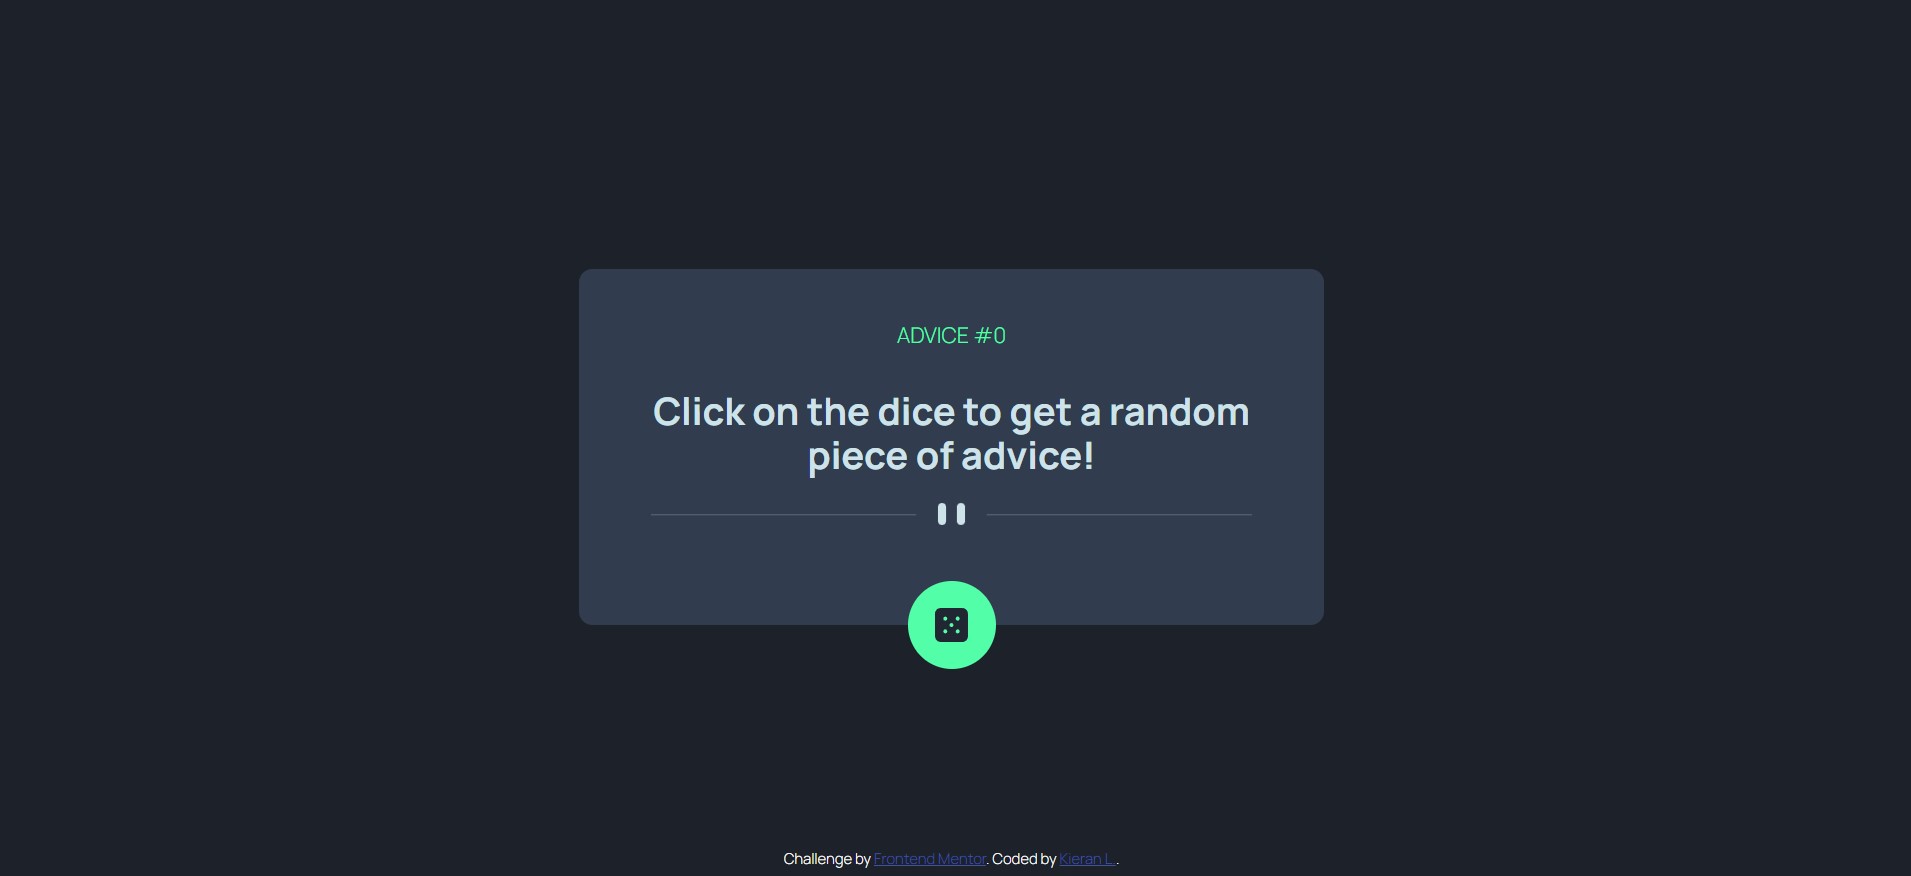 ADVICE #0
Click on the dice to get a random
piece of advice!
Challenge by Frontend Mentor. Coded by Kieran L..